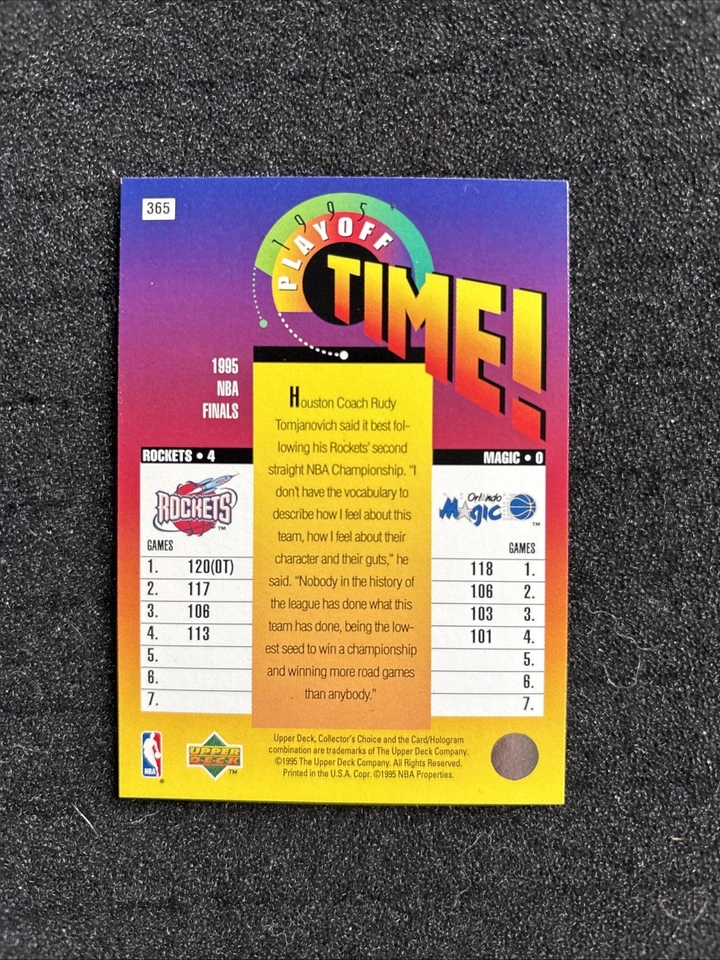 365
1995
PLAYOFF
TIME!
1995
NBA
FINALS
ROCKETS • 4
MAGIC • 0
ROCKETS
TM
Orlando
Magic
TM
GAMES
1. 120(OT)
2. 117
3. 106
4. 113
5.
6.
7.
Houston Coach Rudy
Tomjanovich said it best fol-
lowing his Rockets' second
straight NBA Championship. "I
don't have the vocabulary to
describe how I feel about this
team, how I feel about their
character and their guts," he
said. "Nobody in the history of
the league has done what this
team has done, being the low-
est seed to win a championship
and winning more road games
than anybody."
GAMES
118 1.
106 2.
103 3.
101 4.
5.
6.
7.
NBA
®
UPPER
DECK
TM
Upper Deck, Collector's Choice and the Card/Hologram
combination are trademarks of The Upper Deck Company.
©1995 The Upper Deck Company. All Rights Reserved.
Printed in the U.S.A. Copr. ©1995 NBA Properties.